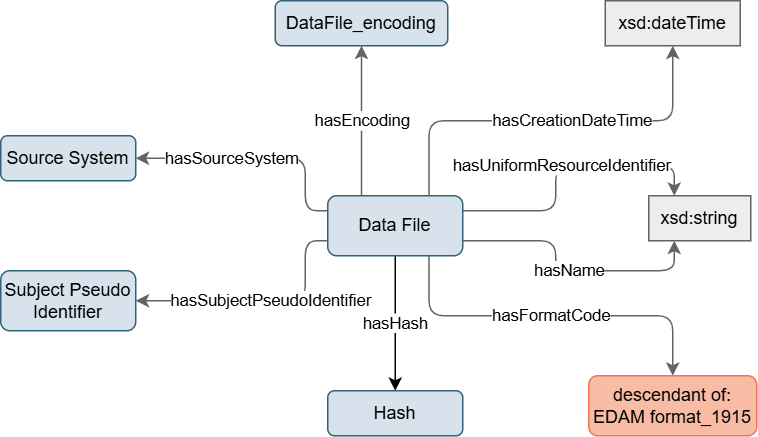 DataFile_encoding
xsd:dateTime
hasEncoding
hasCreationDateTime
Source System
hasSourceSystem
hasUniformResourceIdentifier
Data File
xsd:string
hasName
Subject Pseudo
Identifier
hasSubjectPseudoIdentifier
hasHash
hasFormatCode
Hash
descendant of:
EDAM format_1915